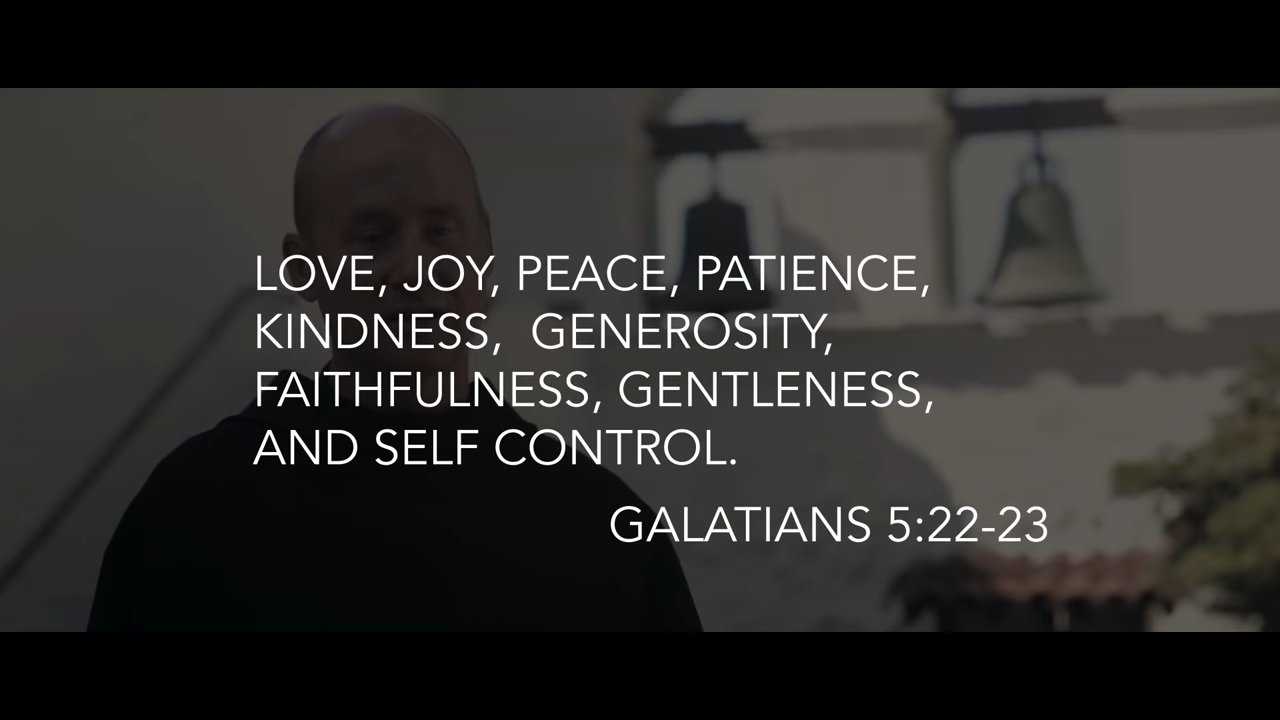 LOVE, JOY, PEACE, PATIENCE,
KINDNESS,  GENEROSITY,
FAITHFULNESS, GENTLENESS,
AND SELF CONTROL.
GALATIANS 5:22-23